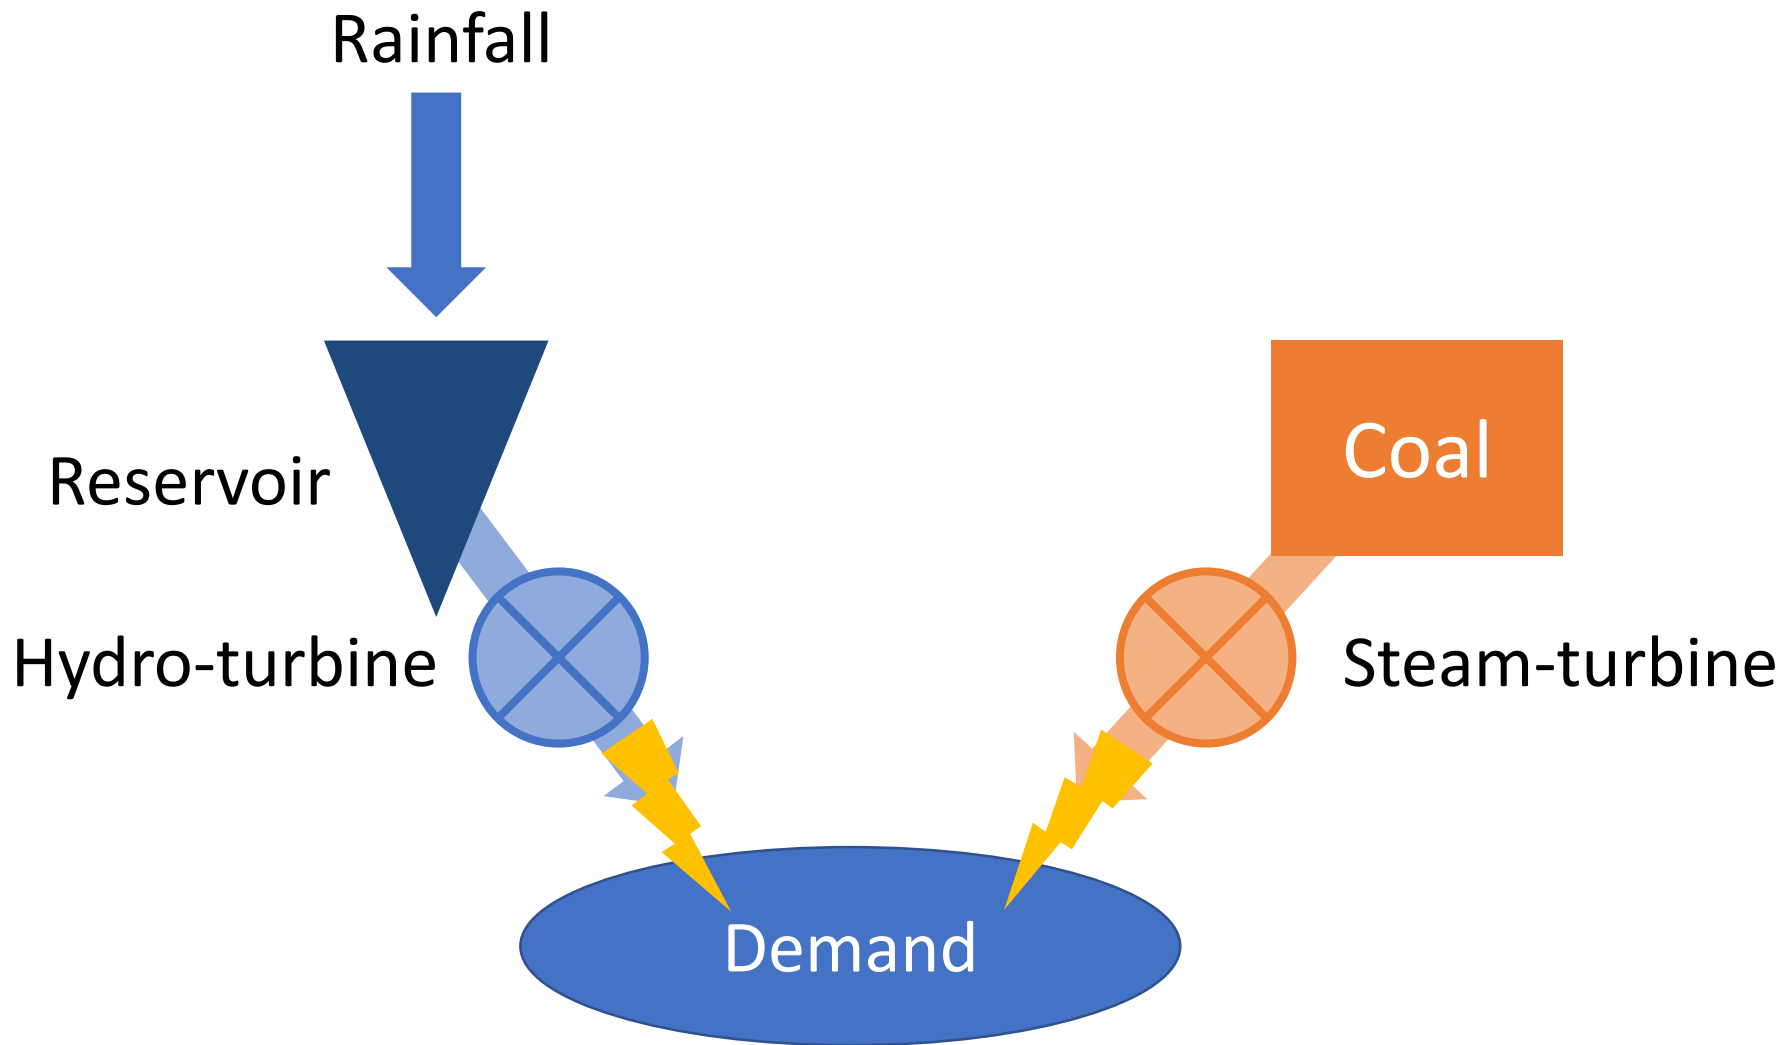 Rainfall
Reservoir
Coal
Hydro-turbine
Steam-turbine
Demand